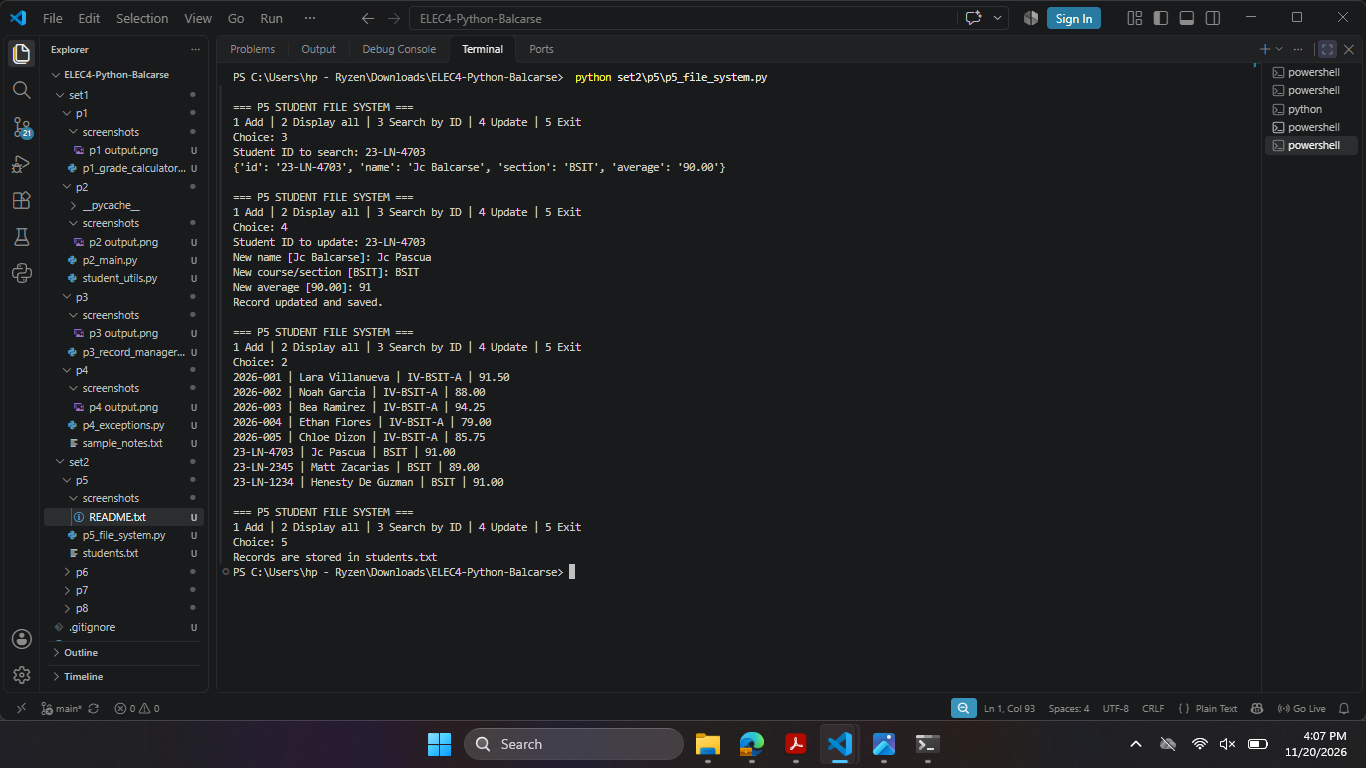 File Edit Selection View Go Run ··· ELEC4-Python-Balcarse Sign In
Explorer ···
ELEC4-Python-Balcarse
set1
p1
screenshots
p1 output.png U
p1_grade_calculator... U
p2
__pycache__
screenshots
p2 output.png U
p2_main.py U
student_utils.py U
p3
screenshots
p3 output.png U
p3_record_manager... U
p4
screenshots
p4 output.png U
p4_exceptions.py U
sample_notes.txt U
set2
p5
screenshots
README.txt U
p5_file_system.py U
students.txt U
p6
p7
p8
.gitignore U
Outline
Timeline
21
Problems Output Debug Console Terminal Ports
PS C:\Users\hp - Ryzen\Downloads\ELEC4-Python-Balcarse> python set2\p5\p5_file_system.py
=== P5 STUDENT FILE SYSTEM ===
1 Add | 2 Display all | 3 Search by ID | 4 Update | 5 Exit
Choice: 3
Student ID to search: 23-LN-4703
{'id': '23-LN-4703', 'name': 'Jc Balcarse', 'section': 'BSIT', 'average': '90.00'}
=== P5 STUDENT FILE SYSTEM ===
1 Add | 2 Display all | 3 Search by ID | 4 Update | 5 Exit
Choice: 4
Student ID to update: 23-LN-4703
New name [Jc Balcarse]: Jc Pascua
New course/section [BSIT]: BSIT
New average [90.00]: 91
Record updated and saved.
=== P5 STUDENT FILE SYSTEM ===
1 Add | 2 Display all | 3 Search by ID | 4 Update | 5 Exit
Choice: 2
2026-001 | Lara Villanueva | IV-BSIT-A | 91.50
2026-002 | Noah Garcia | IV-BSIT-A | 88.00
2026-003 | Bea Ramirez | IV-BSIT-A | 94.25
2026-004 | Ethan Flores | IV-BSIT-A | 79.00
2026-005 | Chloe Dizon | IV-BSIT-A | 85.75
23-LN-4703 | Jc Pascua | BSIT | 91.00
23-LN-2345 | Matt Zacarias | BSIT | 89.00
23-LN-1234 | Henesty De Guzman | BSIT | 91.00
=== P5 STUDENT FILE SYSTEM ===
1 Add | 2 Display all | 3 Search by ID | 4 Update | 5 Exit
Choice: 5
Records are stored in students.txt
PS C:\Users\hp - Ryzen\Downloads\ELEC4-Python-Balcarse>
powershell
powershell
python
powershell
powershell
main* 0 0 Ln 1, Col 93 Spaces: 4 UTF-8 CRLF { } Plain Text Go Live
Search
4:07 PM
11/20/2026